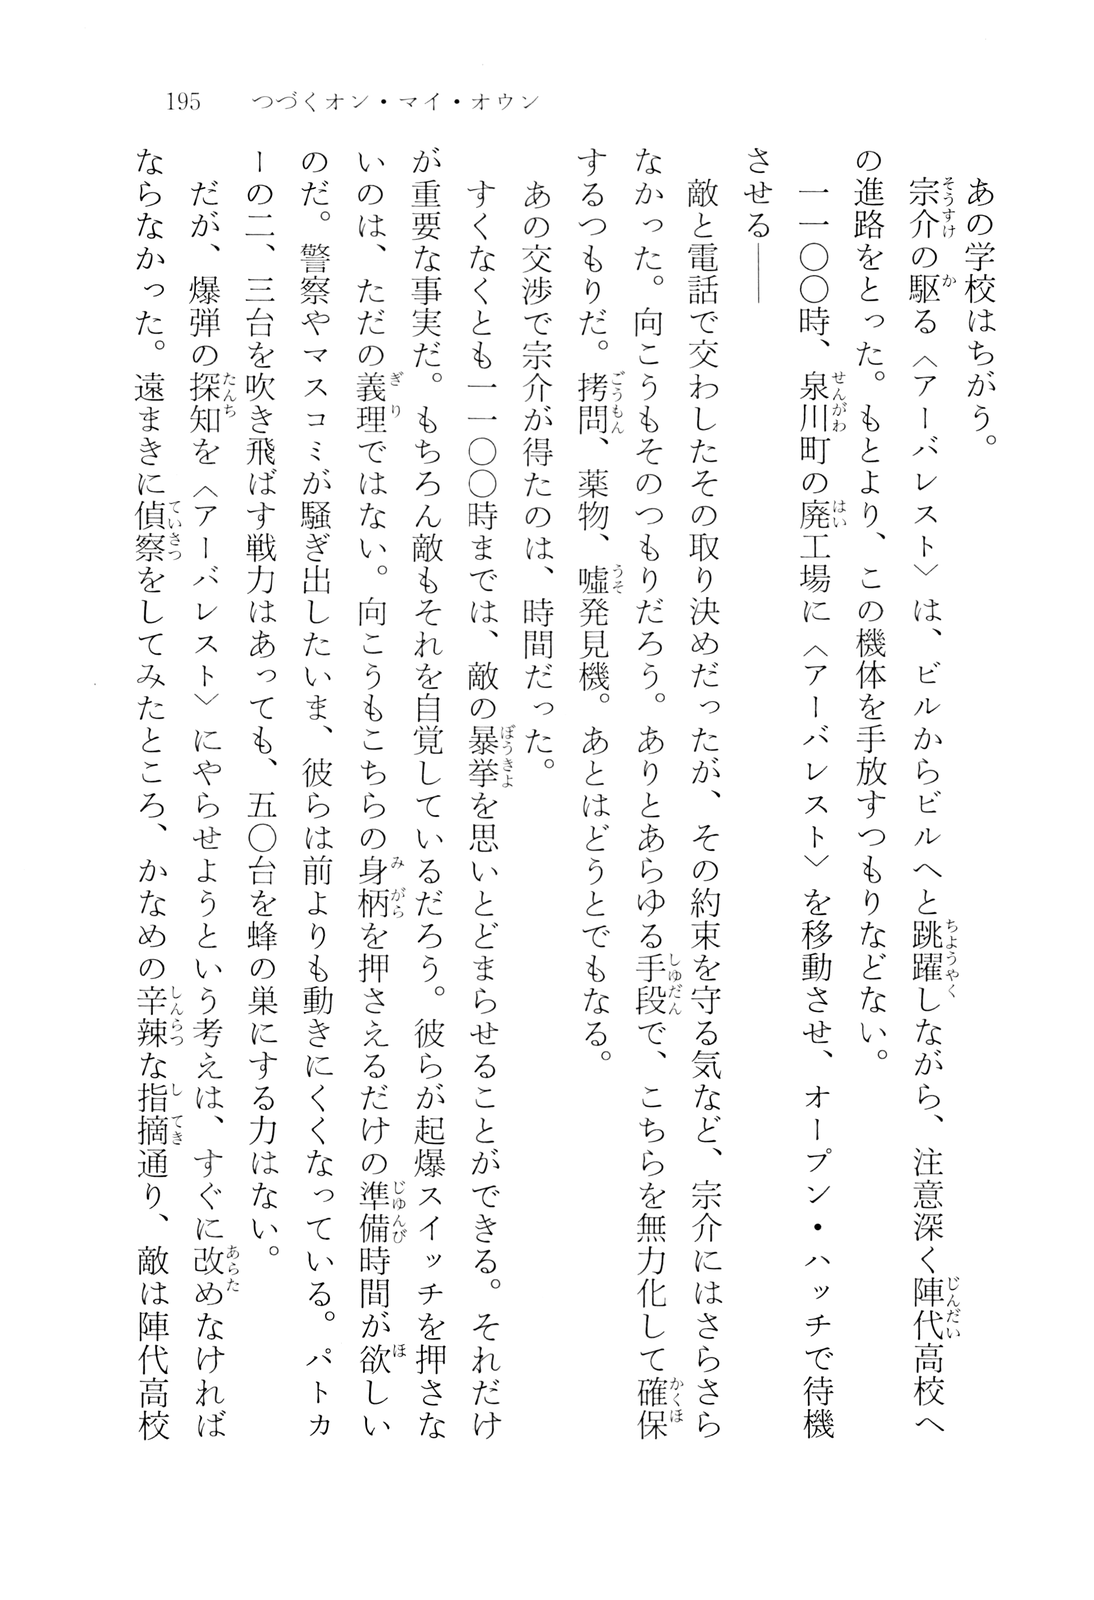 195　つづくオン・マイ・オウン
　あの学校はちがう。
　宗介の駆る〈アーバレスト〉は、ビルからビルへと跳躍しながら、注意深く陣代高校へ
の進路をとった。もとより、この機体を手放すつもりなどない。
　一一〇〇時、泉川町の廃工場に〈アーバレスト〉を移動させ、オープン・ハッチで待機
させる――
　敵と電話で交わしたその取り決めだったが、その約束を守る気など、宗介にはさらさら
なかった。向こうもそのつもりだろう。ありとあらゆる手段で、こちらを無力化して確保
するつもりだ。拷問、薬物、嘘発見機。あとはどうとでもなる。
　あの交渉で宗介が得たのは、時間だった。
　すくなくとも一一〇〇時までは、敵の暴挙を思いとどまらせることができる。それだけ
が重要な事実だ。もちろん敵もそれを自覚しているだろう。彼らが起爆スイッチを押さな
いのは、ただの義理ではない。向こうもこちらの身柄を押さえるだけの準備時間が欲しい
のだ。警察やマスコミが騒ぎ出したいま、彼らは前よりも動きにくくなっている。パトカ
ーの二、三台を吹き飛ばす戦力はあっても、五〇台を蜂の巣にする力はない。
　だが、爆弾の探知を〈アーバレスト〉にやらせようという考えは、すぐに改めなければ
ならなかった。遠まきに偵察をしてみたところ、かなめの辛辣な指摘通り、敵は陣代高校